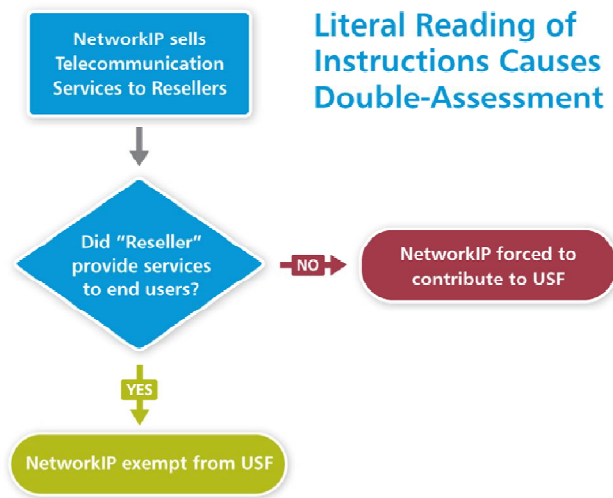 NetworkIP sells
Telecommunication
Services to Resellers
Literal Reading of
Instructions Causes
Double-Assessment
Did "Reseller"
provide services
to end users?
NO
NetworkIP forced to
contribute to USF
YES
NetworkIP exempt from USF